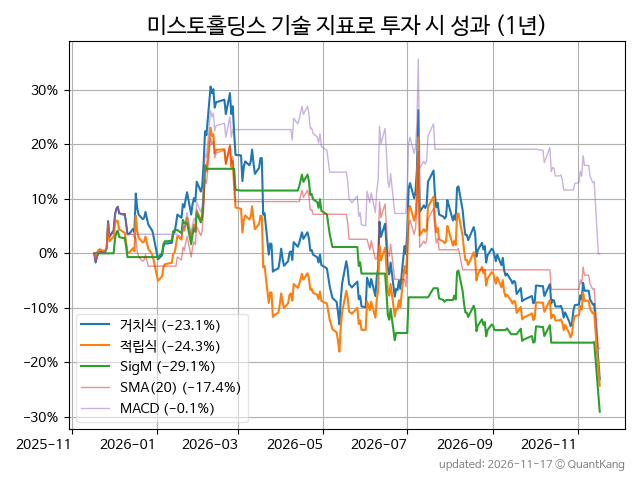 미스토홀딩스 기술 지표로 투자 시 성과 (1년)
30%
20%
10%
0%
−10%
−20%
−30%
거치식 (−23.1%)
적립식 (−24.3%)
SigM (−29.1%)
SMA(20) (−17.4%)
MACD (−0.1%)
2025-11
2026-01
2026-03
2026-05
2026-07
2026-09
2026-11
updated: 2026-11-17 © QuantKang